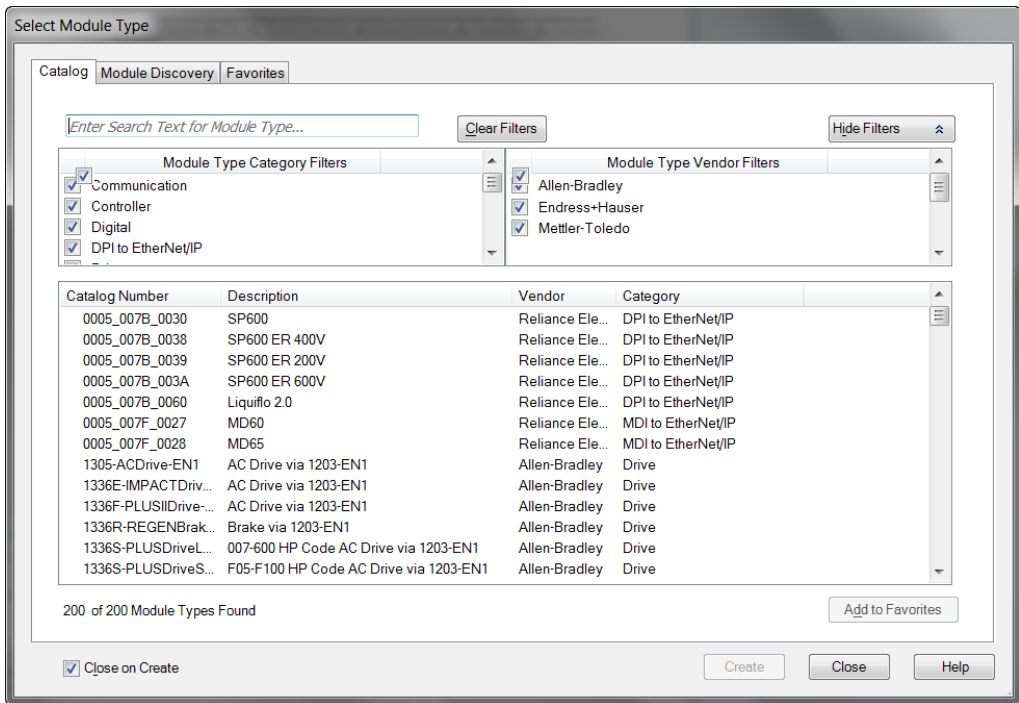 Select Module Type
Catalog Module Discovery Favorites
Enter Search Text for Module Type...
Clear Filters
Hide Filters
Module Type Category Filters
Communication
Controller
Digital
DPI to EtherNet/IP
Module Type Vendor Filters
Allen-Bradley
Endress+Hauser
Mettler-Toledo
Catalog Number Description Vendor Category
0005_007B_0030 SP600 Reliance Ele... DPI to EtherNet/IP
0005_007B_0038 SP600 ER 400V Reliance Ele... DPI to EtherNet/IP
0005_007B_0039 SP600 ER 200V Reliance Ele... DPI to EtherNet/IP
0005_007B_003A SP600 ER 600V Reliance Ele... DPI to EtherNet/IP
0005_007B_0060 Liquiflo 2.0 Reliance Ele... DPI to EtherNet/IP
0005_007F_0027 MD60 Reliance Ele... MDI to EtherNet/IP
0005_007F_0028 MD65 Reliance Ele... MDI to EtherNet/IP
1305-ACDrive-EN1 AC Drive via 1203-EN1 Allen-Bradley Drive
1336E-IMPACTDriv... AC Drive via 1203-EN1 Allen-Bradley Drive
1336F-PLUSIIDrive-... AC Drive via 1203-EN1 Allen-Bradley Drive
1336R-REGENBrak... Brake via 1203-EN1 Allen-Bradley Drive
1336S-PLUSDriveL... 007-600 HP Code AC Drive via 1203-EN1 Allen-Bradley Drive
1336S-PLUSDriveS... F05-F100 HP Code AC Drive via 1203-EN1 Allen-Bradley Drive
200 of 200 Module Types Found
Add to Favorites
Close on Create
Create
Close
Help